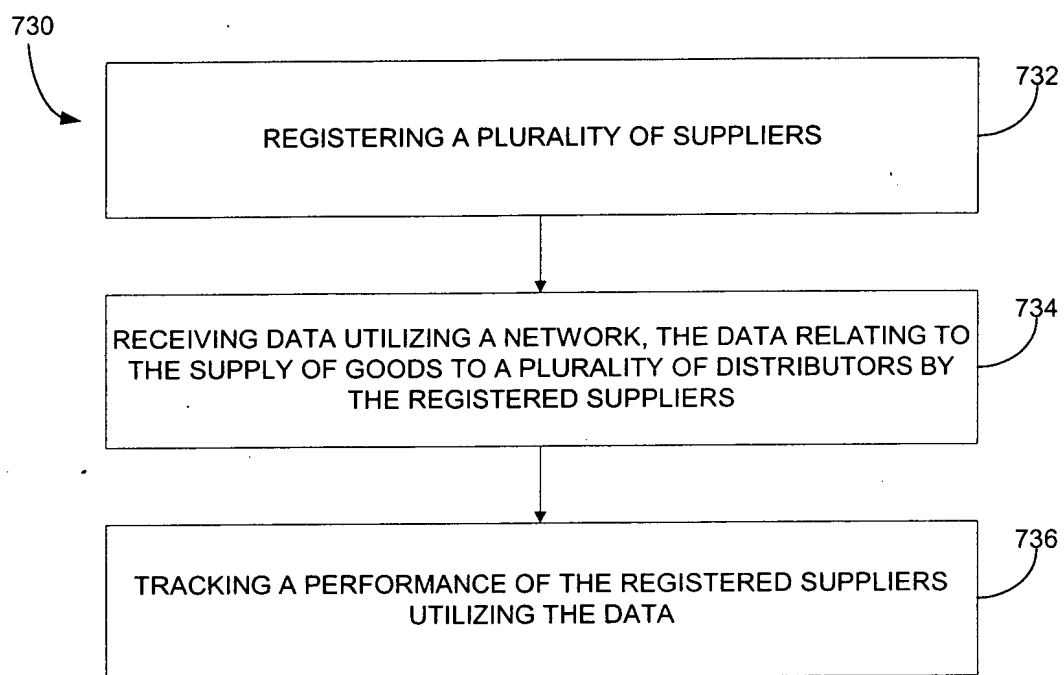 730
732
REGISTERING A PLURALITY OF SUPPLIERS
734
RECEIVING DATA UTILIZING A NETWORK, THE DATA RELATING TO
THE SUPPLY OF GOODS TO A PLURALITY OF DISTRIBUTORS BY
THE REGISTERED SUPPLIERS
736
TRACKING A PERFORMANCE OF THE REGISTERED SUPPLIERS
UTILIZING THE DATA